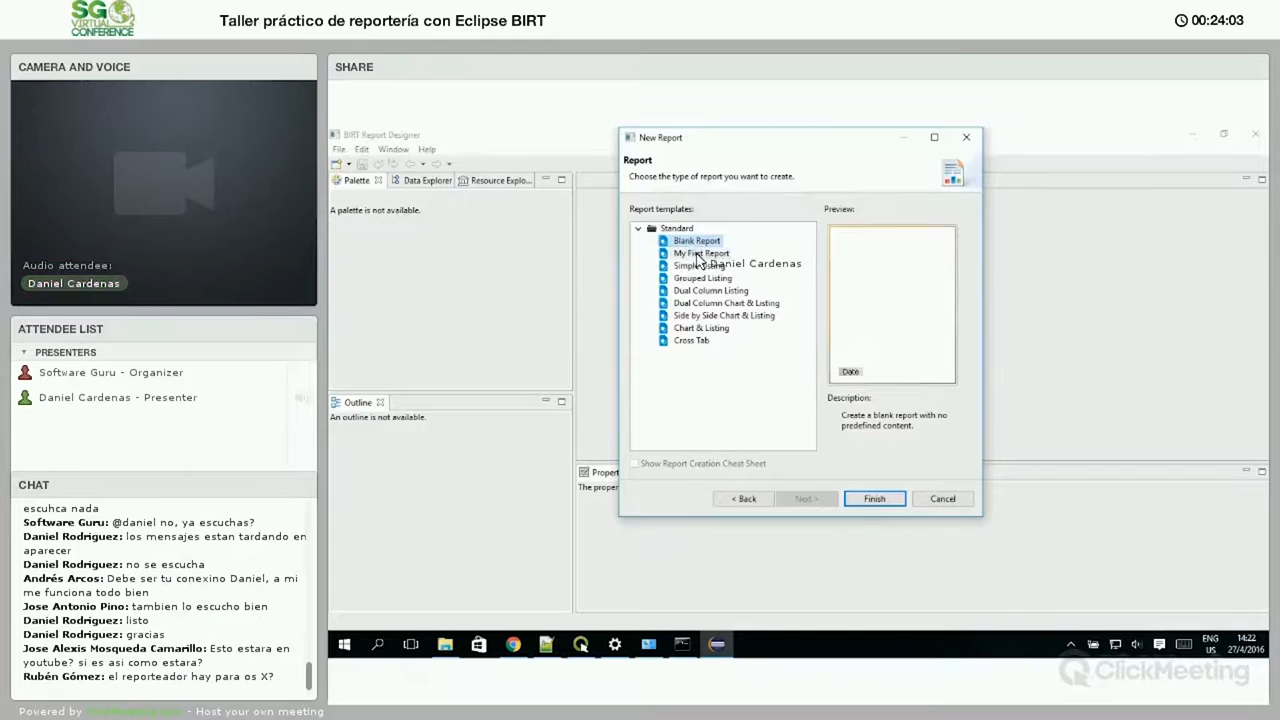 SG
VIRTUAL
CONFERENCE
Taller práctico de reportería con Eclipse BIRT
00:24:03
CAMERA AND VOICE
Audio attendee:
Daniel Cardenas
ATTENDEE LIST
PRESENTERS
Software Guru - Organizer
Daniel Cardenas - Presenter
CHAT
escuhca nada
Software Guru: @daniel no, ya escuchas?
Daniel Rodriguez: los mensajes estan tardando en
aparecer
Daniel Rodriguez: no se escucha
Andrés Arcos: Debe ser tu conexino Daniel, a mi
me funciona todo bien
Jose Antonio Pino: tambien lo escucho bien
Daniel Rodriguez: listo
Daniel Rodriguez: gracias
Jose Alexis Mosqueda Camarillo: Esto estara en
youtube? si es asi como estara?
Rubén Gómez: el reporteador hay para os X?
Powered by ClickMeeting.com - Host your own meeting
SHARE
BIRT Report Designer
File Edit Window Help
Palette Data Explorer Resource Explo...
A palette is not available.
Outline
An outline is not available.
Propert
The proper
New Report
Report
Choose the type of report you want to create.
Report templates:
Standard
Blank Report
My First Report
Simple
Daniel Cardenas
Grouped Listing
Dual Column Listing
Dual Column Chart & Listing
Side by Side Chart & Listing
Chart & Listing
Cross Tab
Preview:
Date
Description:
Create a blank report with no
predefined content.
Show Report Creation Cheat Sheet
< Back Next > Finish Cancel
ENG
US
14:22
27/4/2016
ClickMeeting